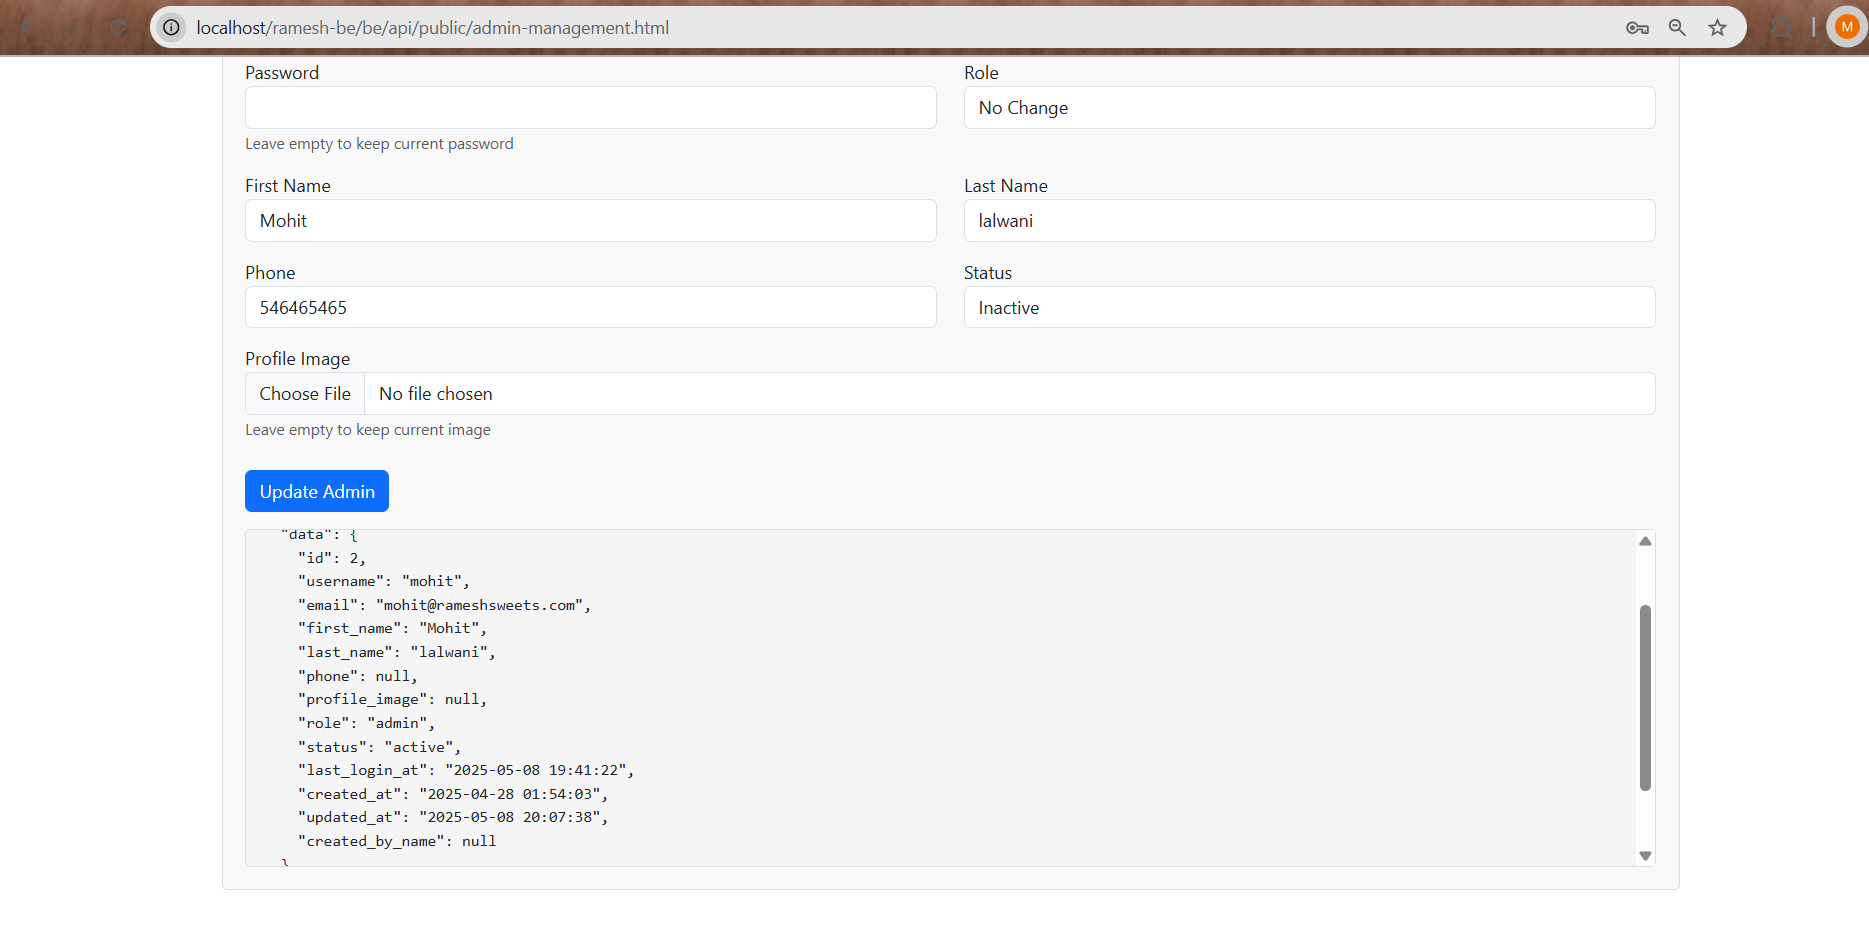 localhost/ramesh-be/be/api/public/admin-management.html
M
Password
Role
No Change
Leave empty to keep current password
First Name
Last Name
Mohit
lalwani
Phone
Status
546465465
Inactive
Profile Image
Choose File No file chosen
Leave empty to keep current image
Update Admin
"data": {
"id": 2,
"username": "mohit",
"email": "mohit@rameshsweets.com",
"first_name": "Mohit",
"last_name": "lalwani",
"phone": null,
"profile_image": null,
"role": "admin",
"status": "active",
"last_login_at": "2025-05-08 19:41:22",
"created_at": "2025-04-28 01:54:03",
"updated_at": "2025-05-08 20:07:38",
"created_by_name": null
}